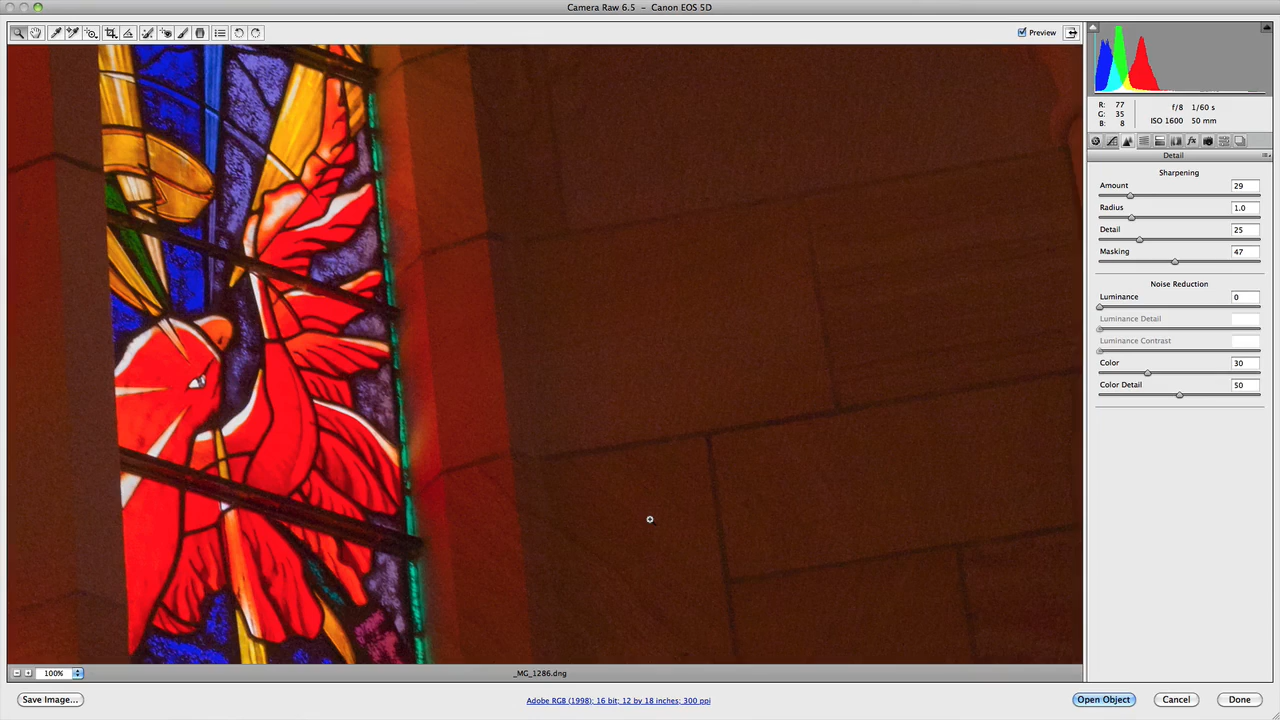 Camera Raw 6.5 - Canon EOS 5D
Preview
R: 77
G: 35
B: 8
f/8 1/60 s
ISO 1600 50 mm
Detail
Sharpening
Amount 29
Radius 1.0
Detail 25
Masking 47
Noise Reduction
Luminance 0
Luminance Detail
Luminance Contrast
Color 30
Color Detail 50
100%
_MG_1286.dng
Save Image...
Adobe RGB (1998); 16 bit; 12 by 18 inches; 300 ppi
Open Object
Cancel
Done